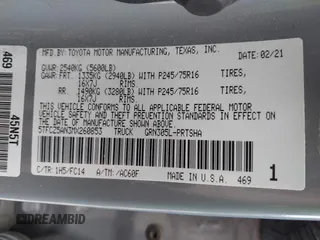 MFD. BY: TOYOTA MOTOR MANUFACTURING, TEXAS, INC.
GVWR: 2540KG (5600LB) DATE: 02/21
GAWR: FRT. 1335KG (2940LB) WITH P245/75R16 TIRES,
16X7J RIMS
RR. 1490KG (3280LB) WITH P245/75R16 TIRES,
16X7J RIMS
THIS VEHICLE CONFORMS TO ALL APPLICABLE FEDERAL MOTOR
VEHICLE SAFETY AND THEFT PREVENTION STANDARDS IN
EFFECT ON THE DATE OF MANUFACTURE SHOWN ABOVE.
TRUCK GRN305L-PRTSHA
C/TR: 1H5/FC14 A/TM: /AC60F
MADE IN U.S.A. 469
1
469
45NST
DREAMBID